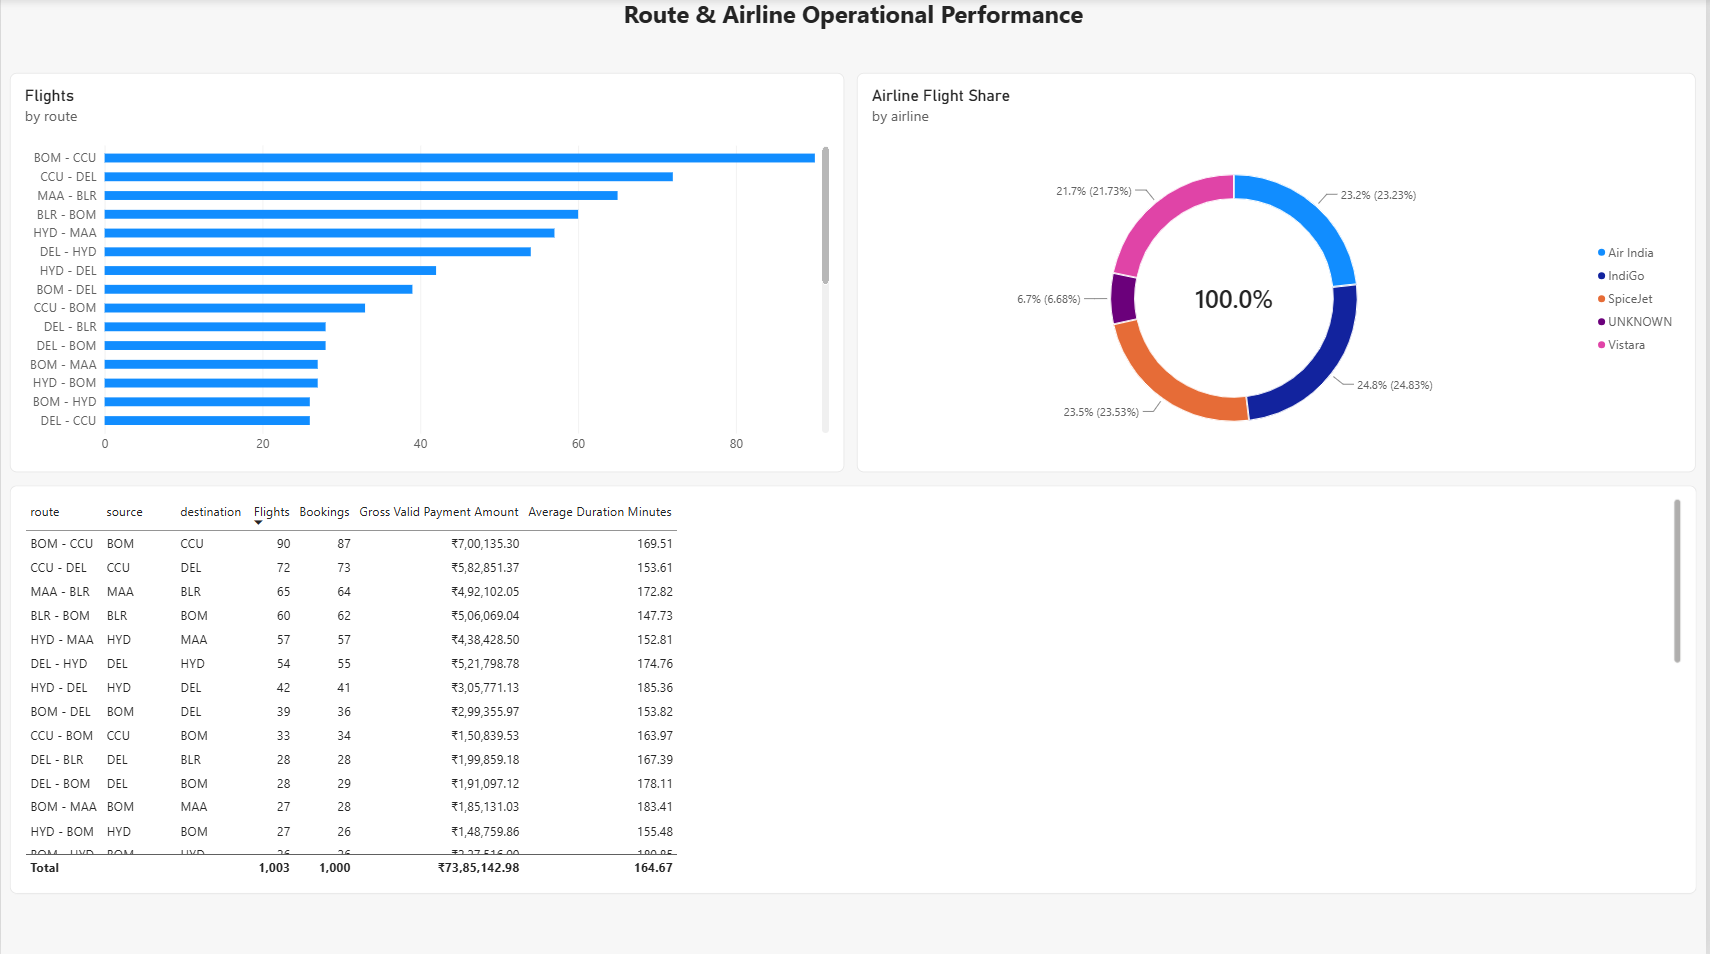 Route & Airline Operational Performance
Flights
by route
BOM - CCU
CCU - DEL
MAA - BLR
BLR - BOM
HYD - MAA
DEL - HYD
HYD - DEL
BOM - DEL
CCU - BOM
DEL - BLR
DEL - BOM
BOM - MAA
HYD - BOM
BOM - HYD
DEL - CCU
0 20 40 60 80
Airline Flight Share
by airline
21.7% (21.73%)
23.2% (23.23%)
6.7% (6.68%)
100.0%
24.8% (24.83%)
23.5% (23.53%)
Air India
IndiGo
SpiceJet
UNKNOWN
Vistara
route source destination Flights Bookings Gross Valid Payment Amount Average Duration Minutes
BOM - CCU BOM CCU 90 87 ₹7,00,135.30 169.51
CCU - DEL CCU DEL 72 73 ₹5,82,851.37 153.61
MAA - BLR MAA BLR 65 64 ₹4,92,102.05 172.82
BLR - BOM BLR BOM 60 62 ₹5,06,069.04 147.73
HYD - MAA HYD MAA 57 57 ₹4,38,428.50 152.81
DEL - HYD DEL HYD 54 55 ₹5,21,798.78 174.76
HYD - DEL HYD DEL 42 41 ₹3,05,771.13 185.36
BOM - DEL BOM DEL 39 36 ₹2,99,355.97 153.82
CCU - BOM CCU BOM 33 34 ₹1,50,839.53 163.97
DEL - BLR DEL BLR 28 28 ₹1,99,859.18 167.39
DEL - BOM DEL BOM 28 29 ₹1,91,097.12 178.11
BOM - MAA BOM MAA 27 28 ₹1,85,131.03 183.41
HYD - BOM HYD BOM 27 26 ₹1,48,759.86 155.48
BOM - HYD BOM HYD 26 26
Total 1,003 1,000 ₹73,85,142.98 164.67